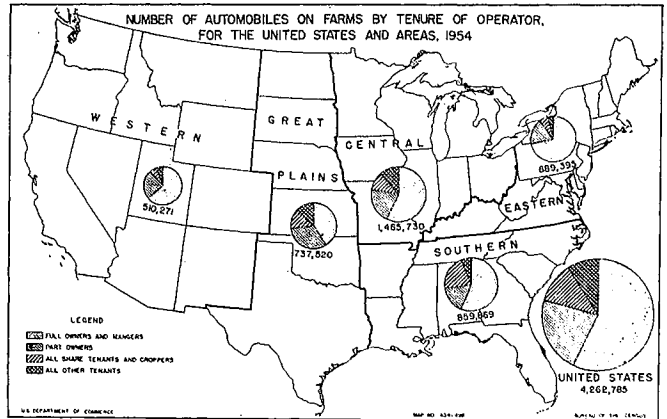 NUMBER OF AUTOMOBILES ON FARMS BY TENURE OF OPERATOR,
FOR THE UNITED STATES AND AREAS, 1954
WESTERN
GREAT
PLAINS
CENTRAL
EASTERN
SOUTHERN
689,395
510,271
1,465,730
737,520
859,869
LEGEND
FULL OWNERS AND MANGERS
PART OWNERS
ALL SHARE TENANTS AND CROPPERS
ALL OTHER TENANTS
UNITED STATES
4,262,785
U.S. DEPARTMENT OF COMMERCE
MAP NO.
BUREAU OF THE CENSUS